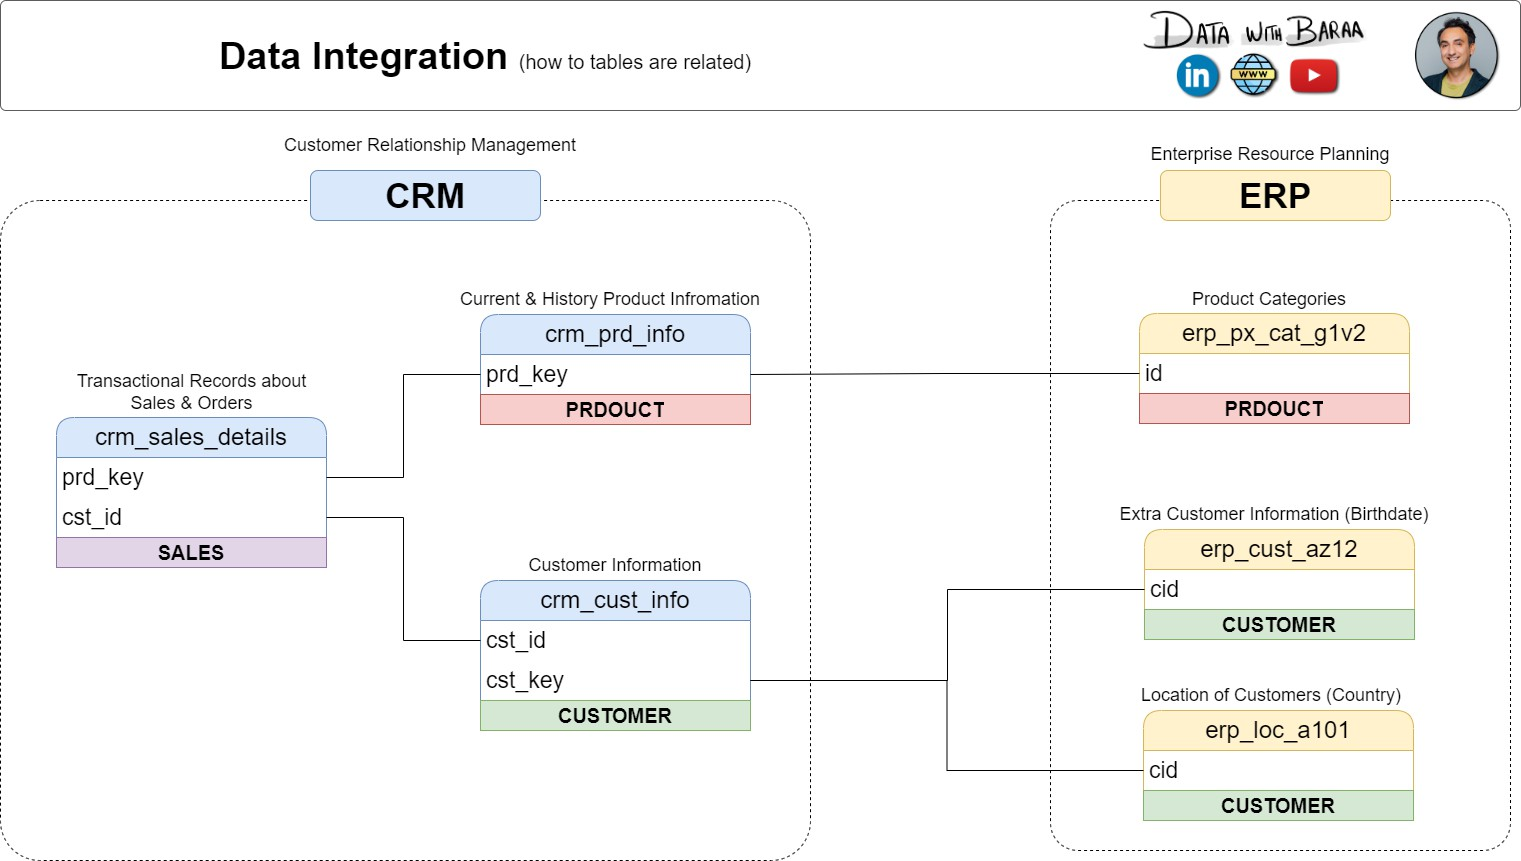 Data Integration (how to tables are related)
DATA WITH BARAA
in
WWW
Customer Relationship Management
CRM
Enterprise Resource Planning
ERP
Current & History Product Infromation
crm_prd_info
prd_key
PRDOUCT
Product Categories
erp_px_cat_g1v2
id
PRDOUCT
Transactional Records about
Sales & Orders
crm_sales_details
prd_key
cst_id
SALES
Customer Information
crm_cust_info
cst_id
cst_key
CUSTOMER
Extra Customer Information (Birthdate)
erp_cust_az12
cid
CUSTOMER
Location of Customers (Country)
erp_loc_a101
cid
CUSTOMER